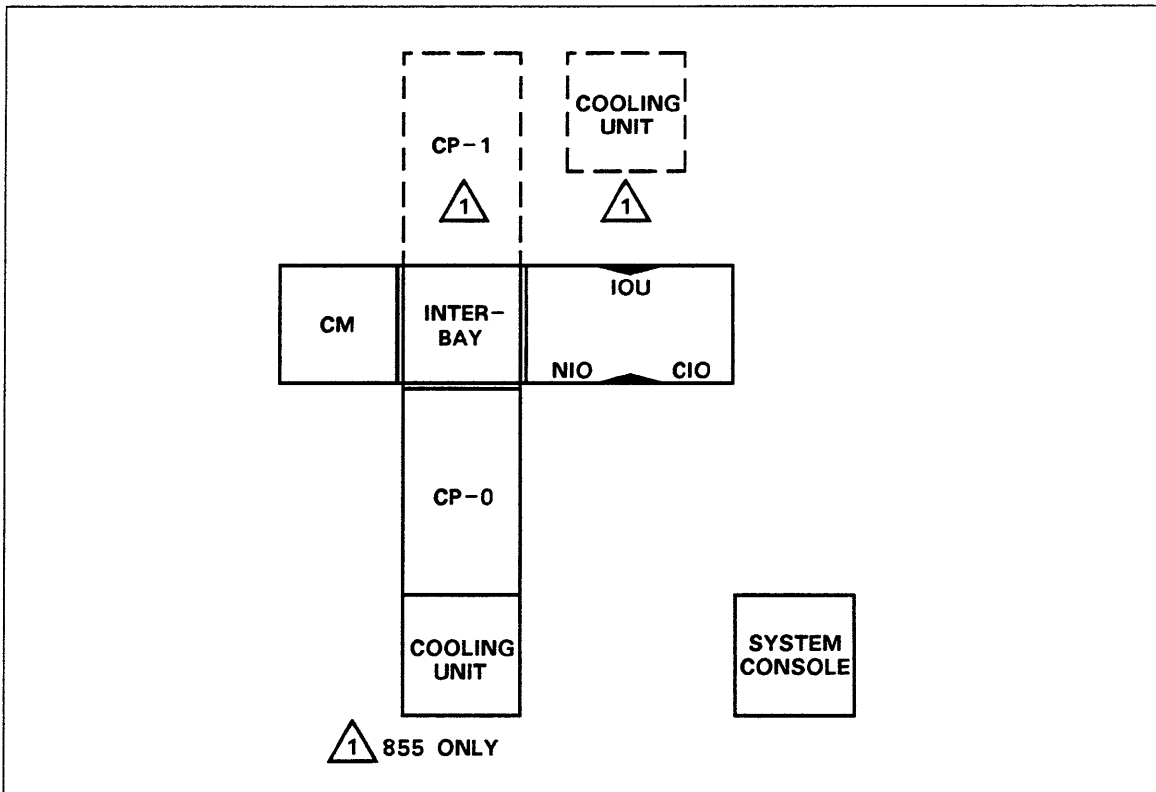 COOLING
UNIT
CP-1
1
1
IOU
CM
INTER-
BAY
NIO CIO
CP-0
COOLING
UNIT
SYSTEM
CONSOLE
1 855 ONLY